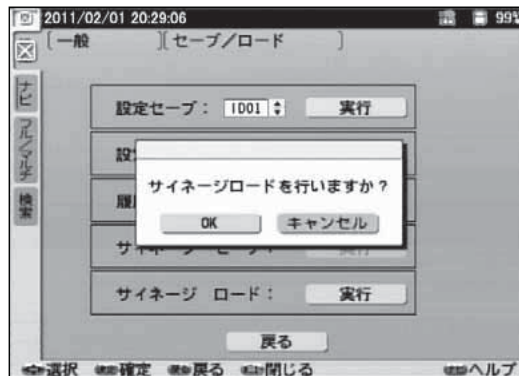 2011/02/01 20:29:06 99%
一般 セーブ/ロード
ナビ
フル/マルチ
検索
設定セーブ: ID01 実行
設
サイネージロードを行いますか?
履
OK キャンセル
サイネージ ロード: 実行
戻る
選択 確定 戻る 閉じる ヘルプ